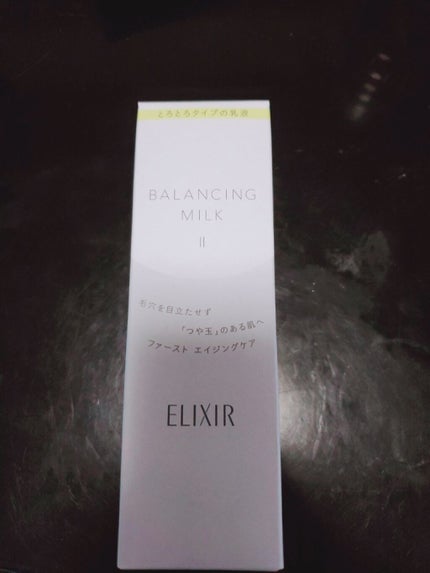 とろとろタイプの乳液
BALANCING
MILK
II
毛穴を目立たせず
「つや玉」のある肌へ
ファースト エイジングケア
ELIXIR